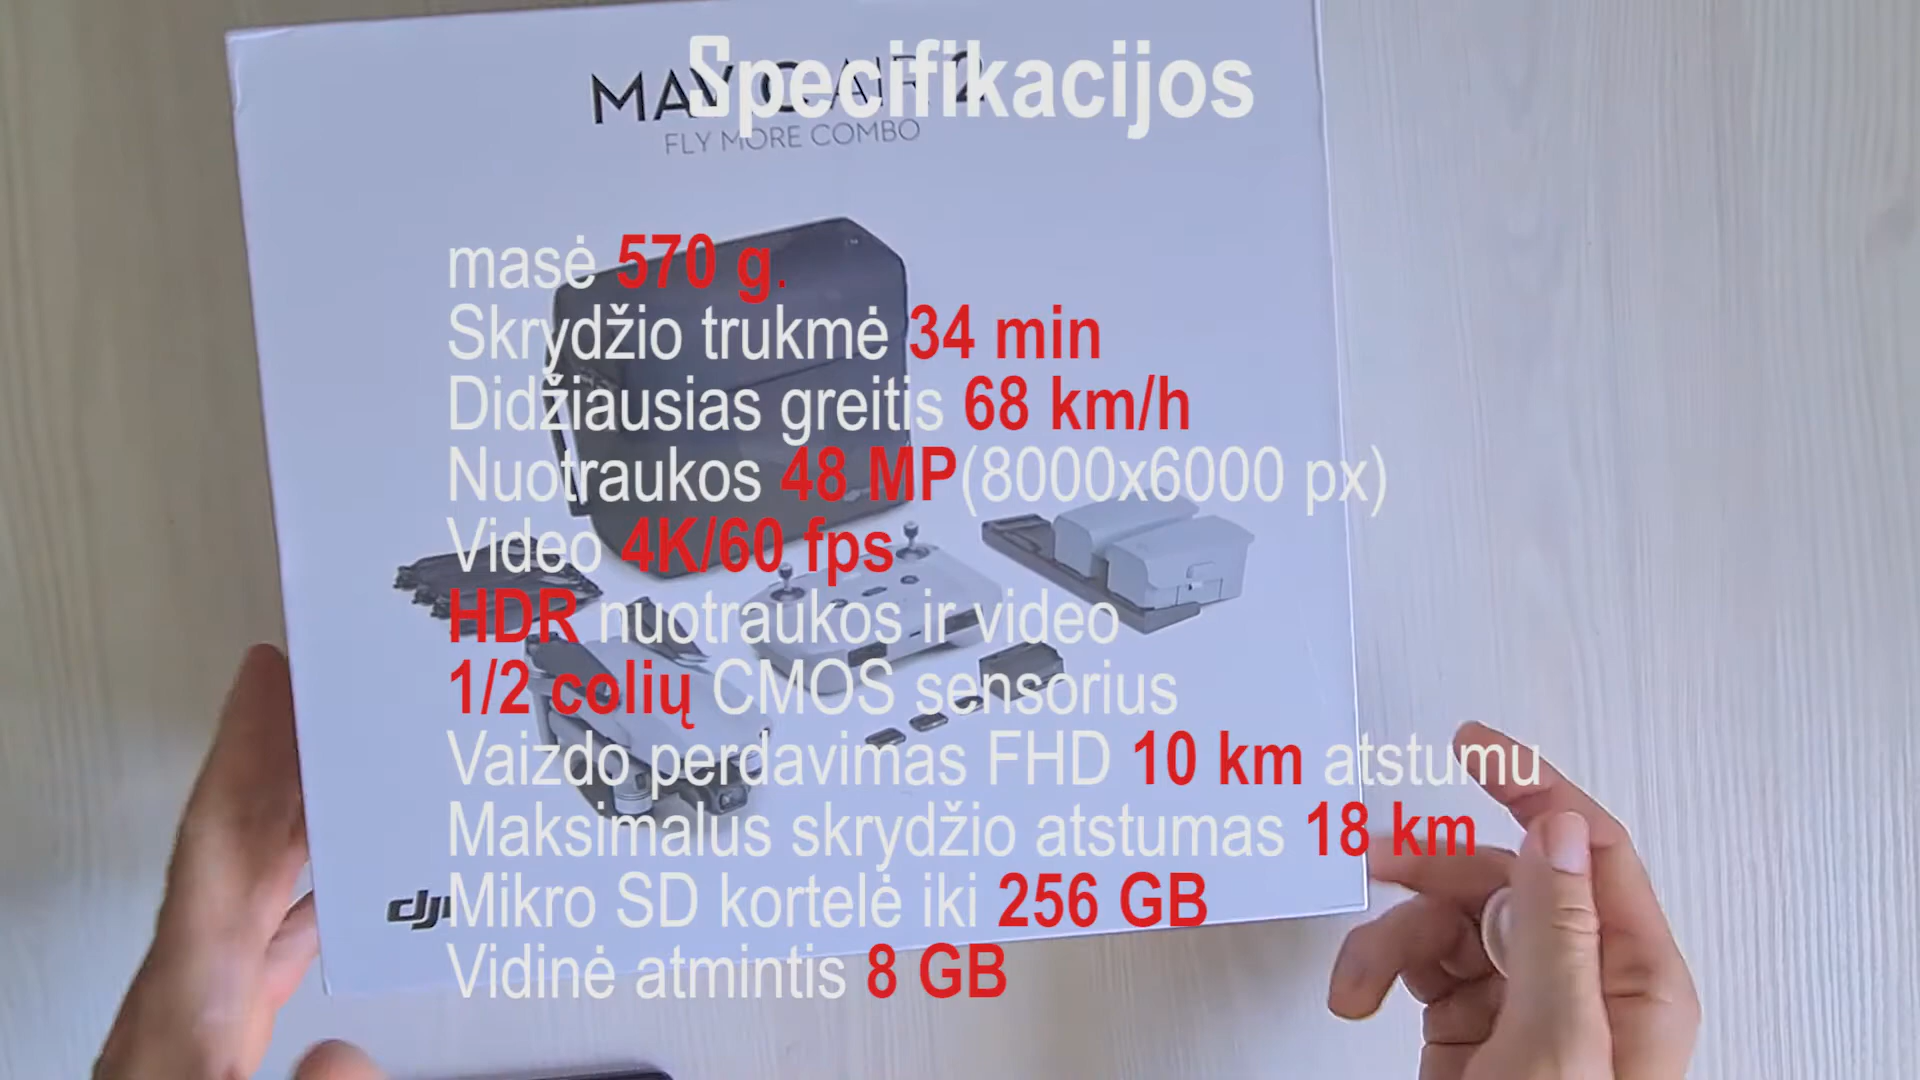 Specifikacijos
MAVIC AIR 2
FLY MORE COMBO
masė 570 g.
Skrydžio trukmė 34 min
Didžiausias greitis 68 km/h
Nuotraukos 48 MP(8000x6000 px)
Video 4K/60 fps
HDR nuotraukos ir video
1/2 colių CMOS sensorius
Vaizdo perdavimas FHD 10 km atstumu
Maksimalus skrydžio atstumas 18 km
dji
Mikro SD kortelė iki 256 GB
Vidinė atmintis 8 GB